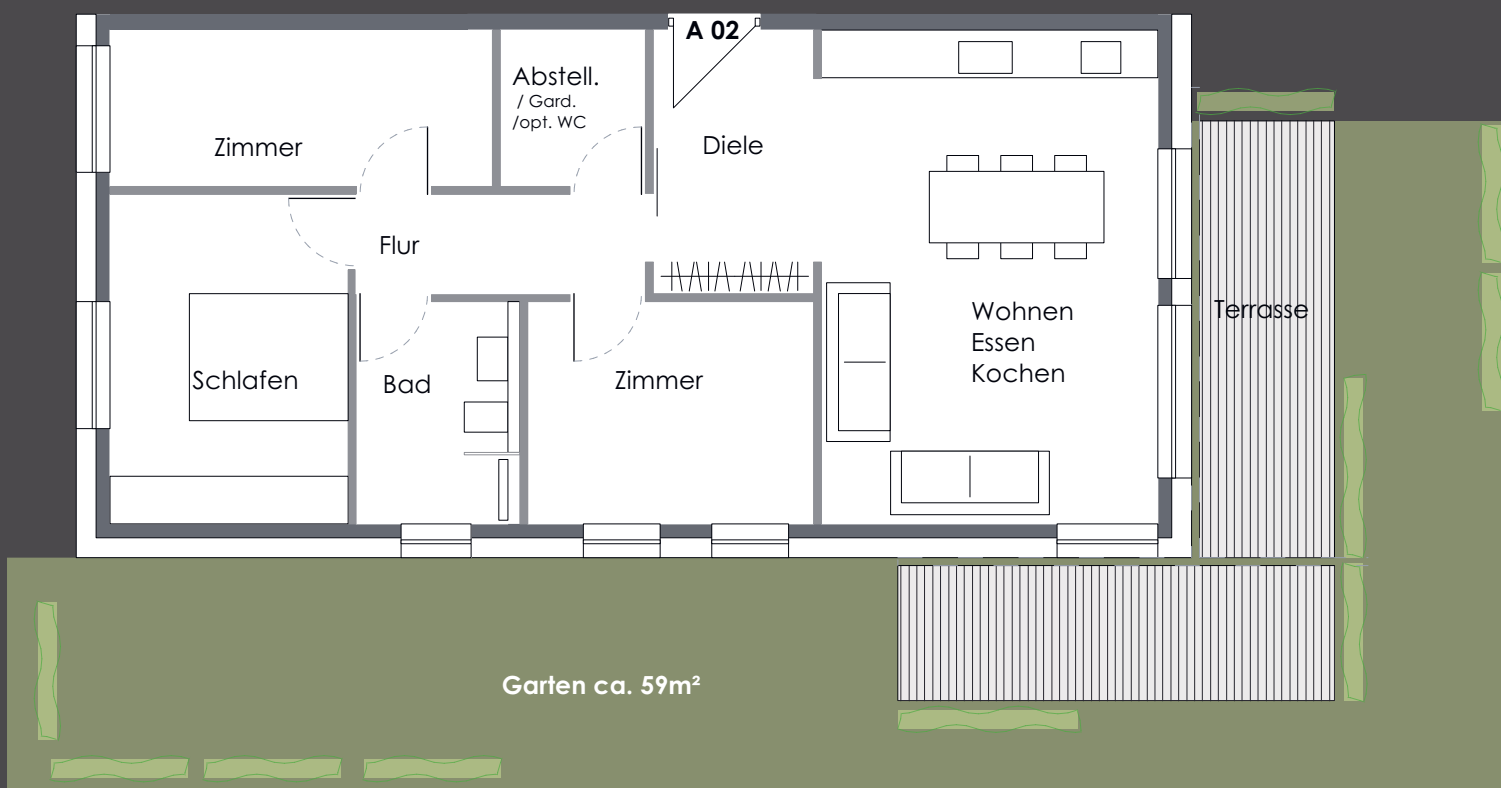 A 02
Abstell.
/ Gard.
/opt. WC
Zimmer
Diele
Flur
Wohnen
Essen
Kochen
Terrasse
Schlafen
Bad
Zimmer
Garten ca. 59m²